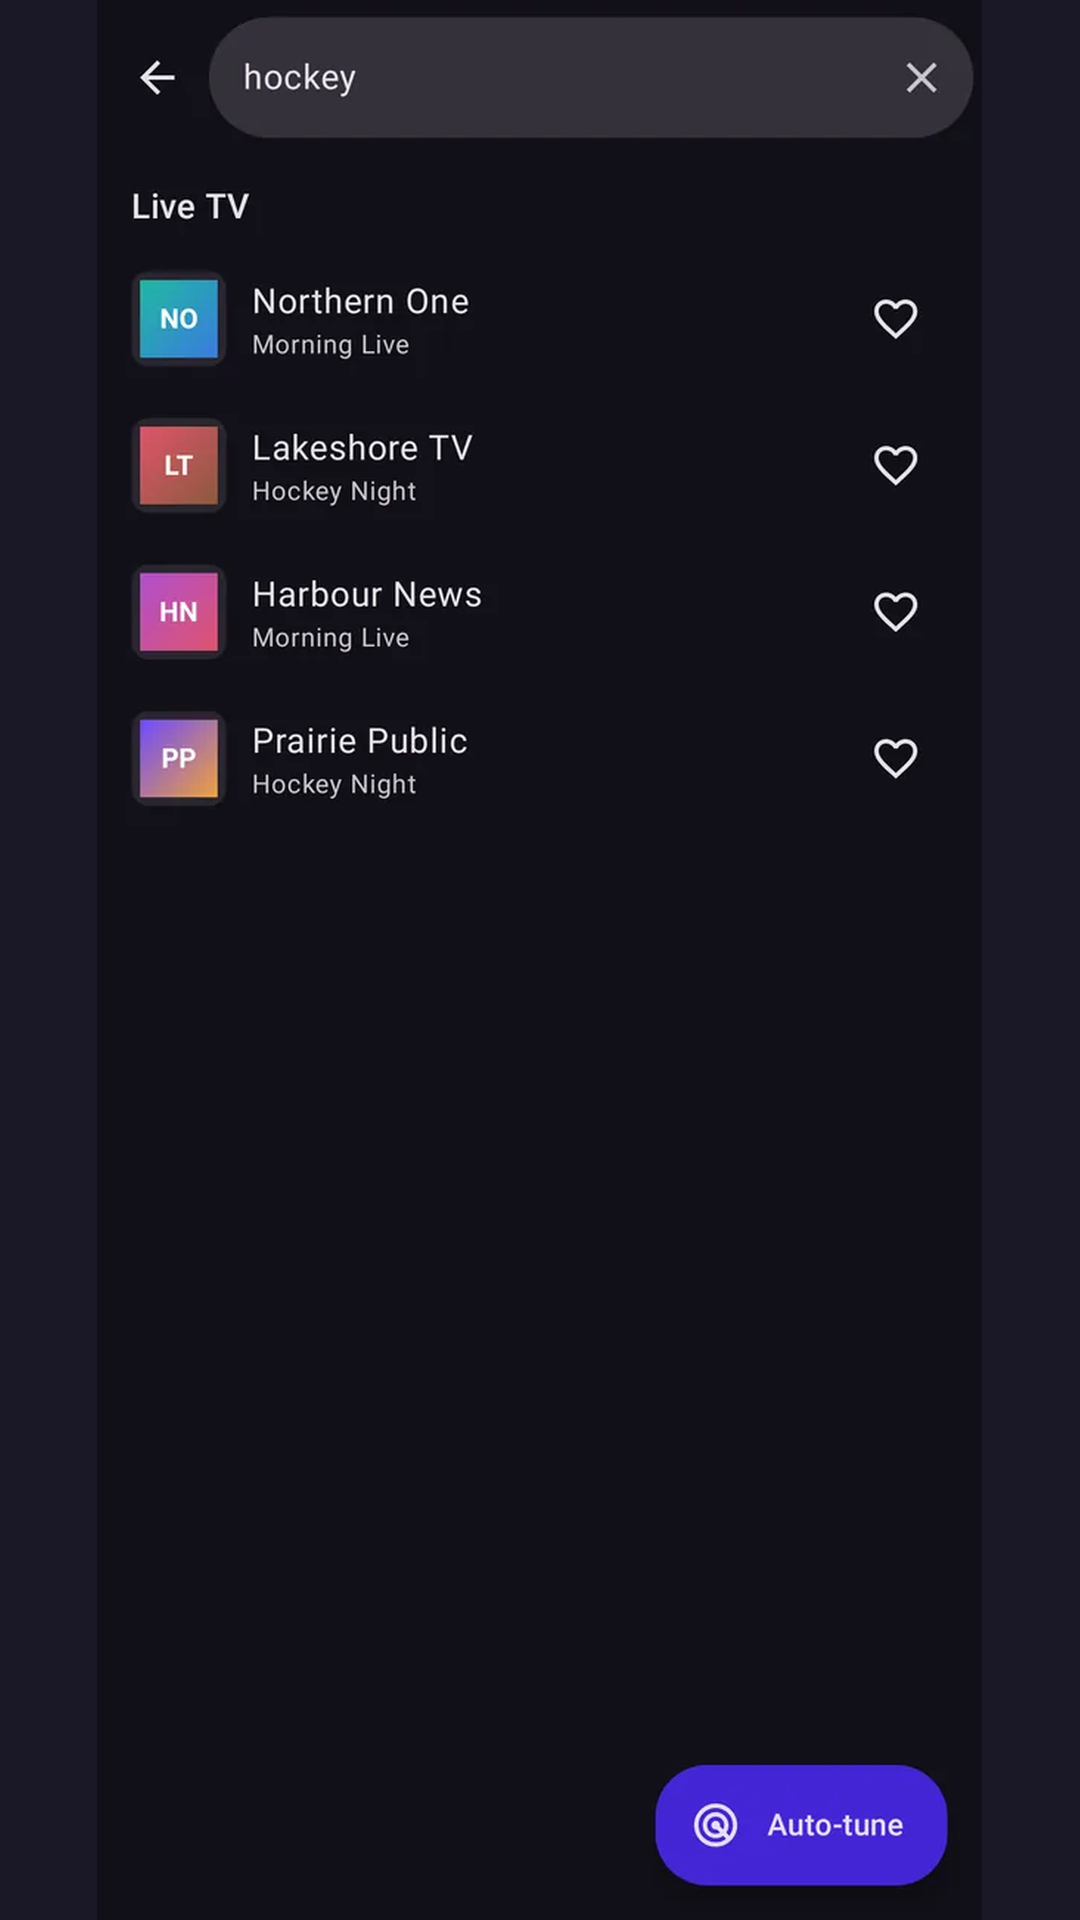 hockey
Live TV
NO
Northern One
Morning Live
LT
Lakeshore TV
Hockey Night
HN
Harbour News
Morning Live
PP
Prairie Public
Hockey Night
Auto-tune